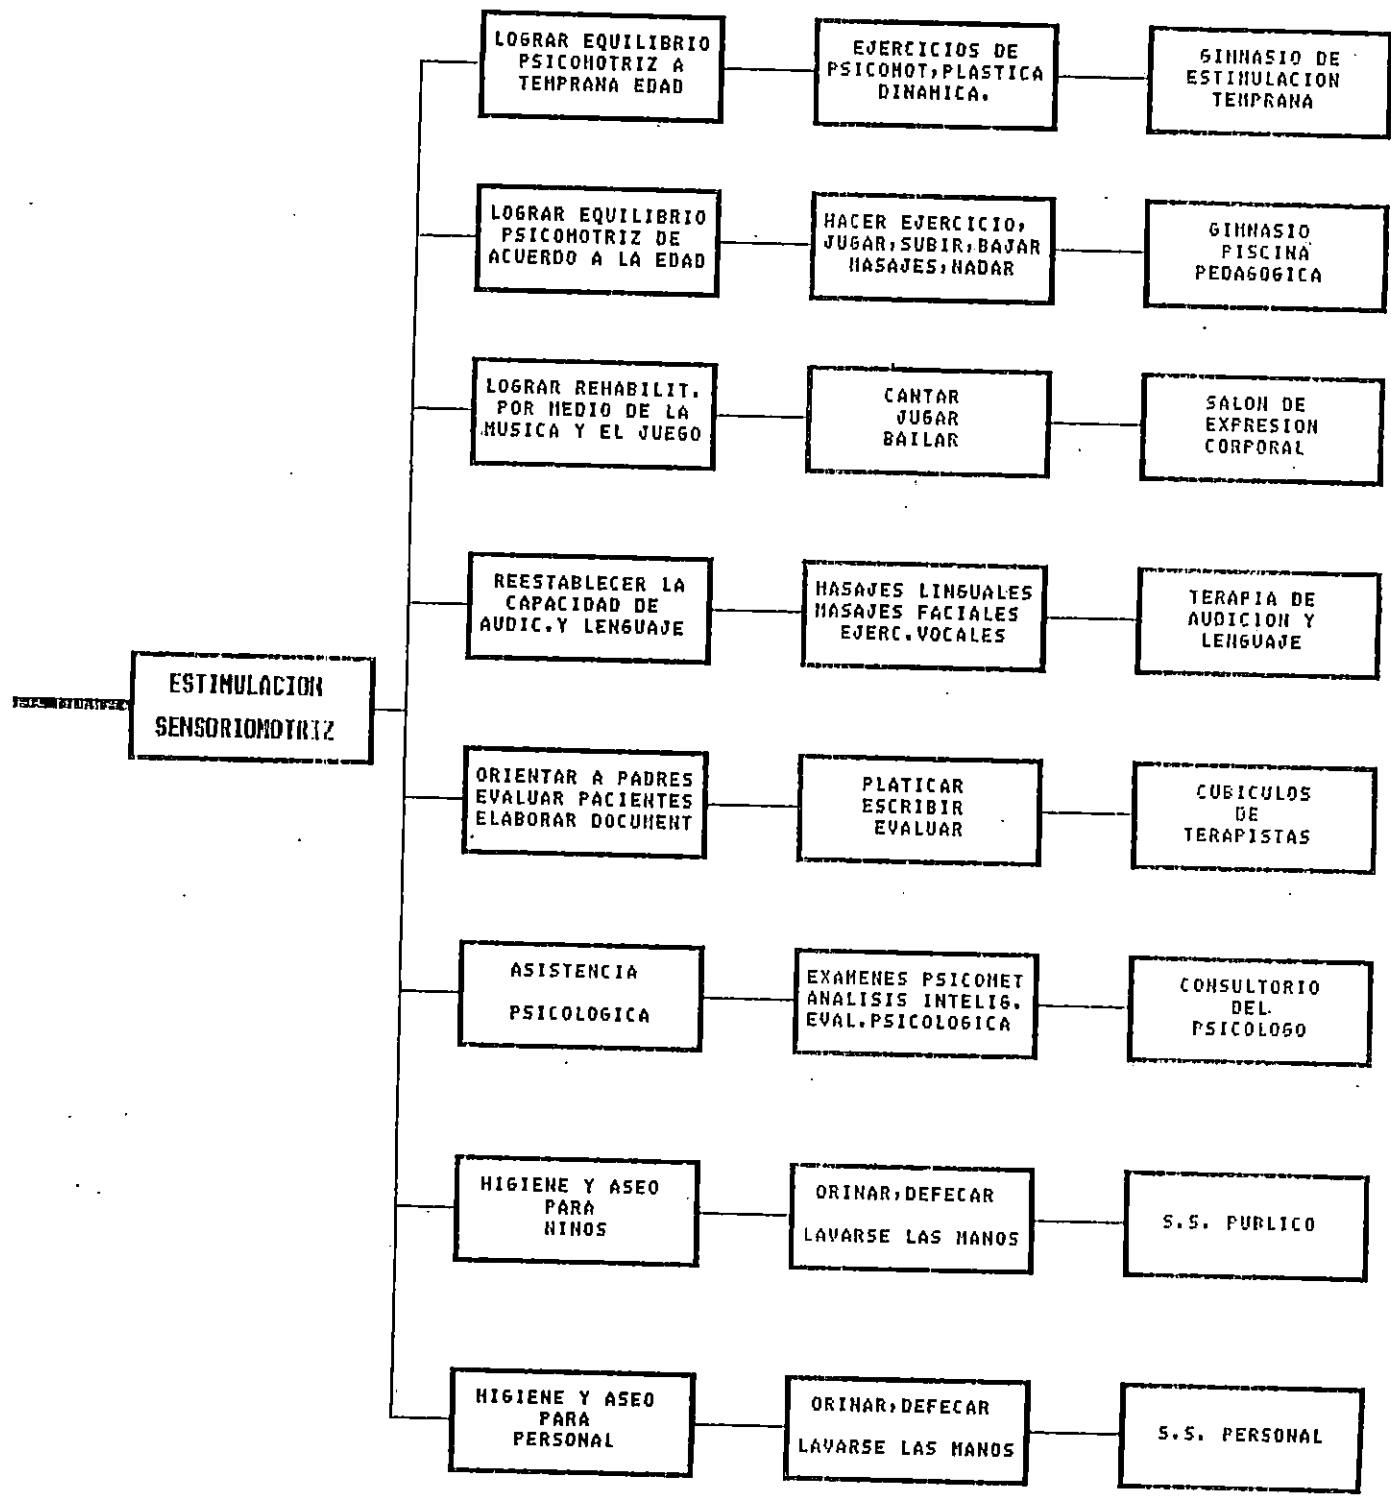 LOGRAR EQUILIBRIO
PSICOMOTRIZ A
TEMPRANA EDAD
EJERCICIOS DE
PSICOMOT,PLASTICA
DINAMICA.
GIMNASIO DE
ESTIMULACION
TEMPRANA
LOGRAR EQUILIBRIO
PSICOMOTRIZ DE
ACUERDO A LA EDAD
HACER EJERCICIO,
JUGAR,SUBIR,BAJAR
MASAJES,NADAR
GIMNASIO
PISCINA
PEDAGOGICA
LOGRAR REHABILIT.
POR MEDIO DE LA
MUSICA Y EL JUEGO
CANTAR
JUGAR
BAILAR
SALON DE
EXPRESION
CORPORAL
REESTABLECER LA
CAPACIDAD DE
AUDIC.Y LENGUAJE
MASAJES LINGUALES
MASAJES FACIALES
EJERC.VOCALES
TERAPIA DE
AUDICION Y
LENGUAJE
ESTIMULACION
SENSORIOMOTRIZ
ORIENTAR A PADRES
EVALUAR PACIENTES
ELABORAR DOCUMENT
PLATICAR
ESCRIBIR
EVALUAR
CUBICULOS
DE
TERAPISTAS
ASISTENCIA
PSICOLOGICA
EXAMENES PSICOMET
ANALISIS INTELIG.
EVAL.PSICOLOGICA
CONSULTORIO
DEL
PSICOLOGO
HIGIENE Y ASEO
PARA
NINOS
ORINAR,DEFECAR
LAVARSE LAS MANOS
S.S. PUBLICO
HIGIENE Y ASEO
PARA
PERSONAL
ORINAR,DEFECAR
LAVARSE LAS MANOS
S.S. PERSONAL